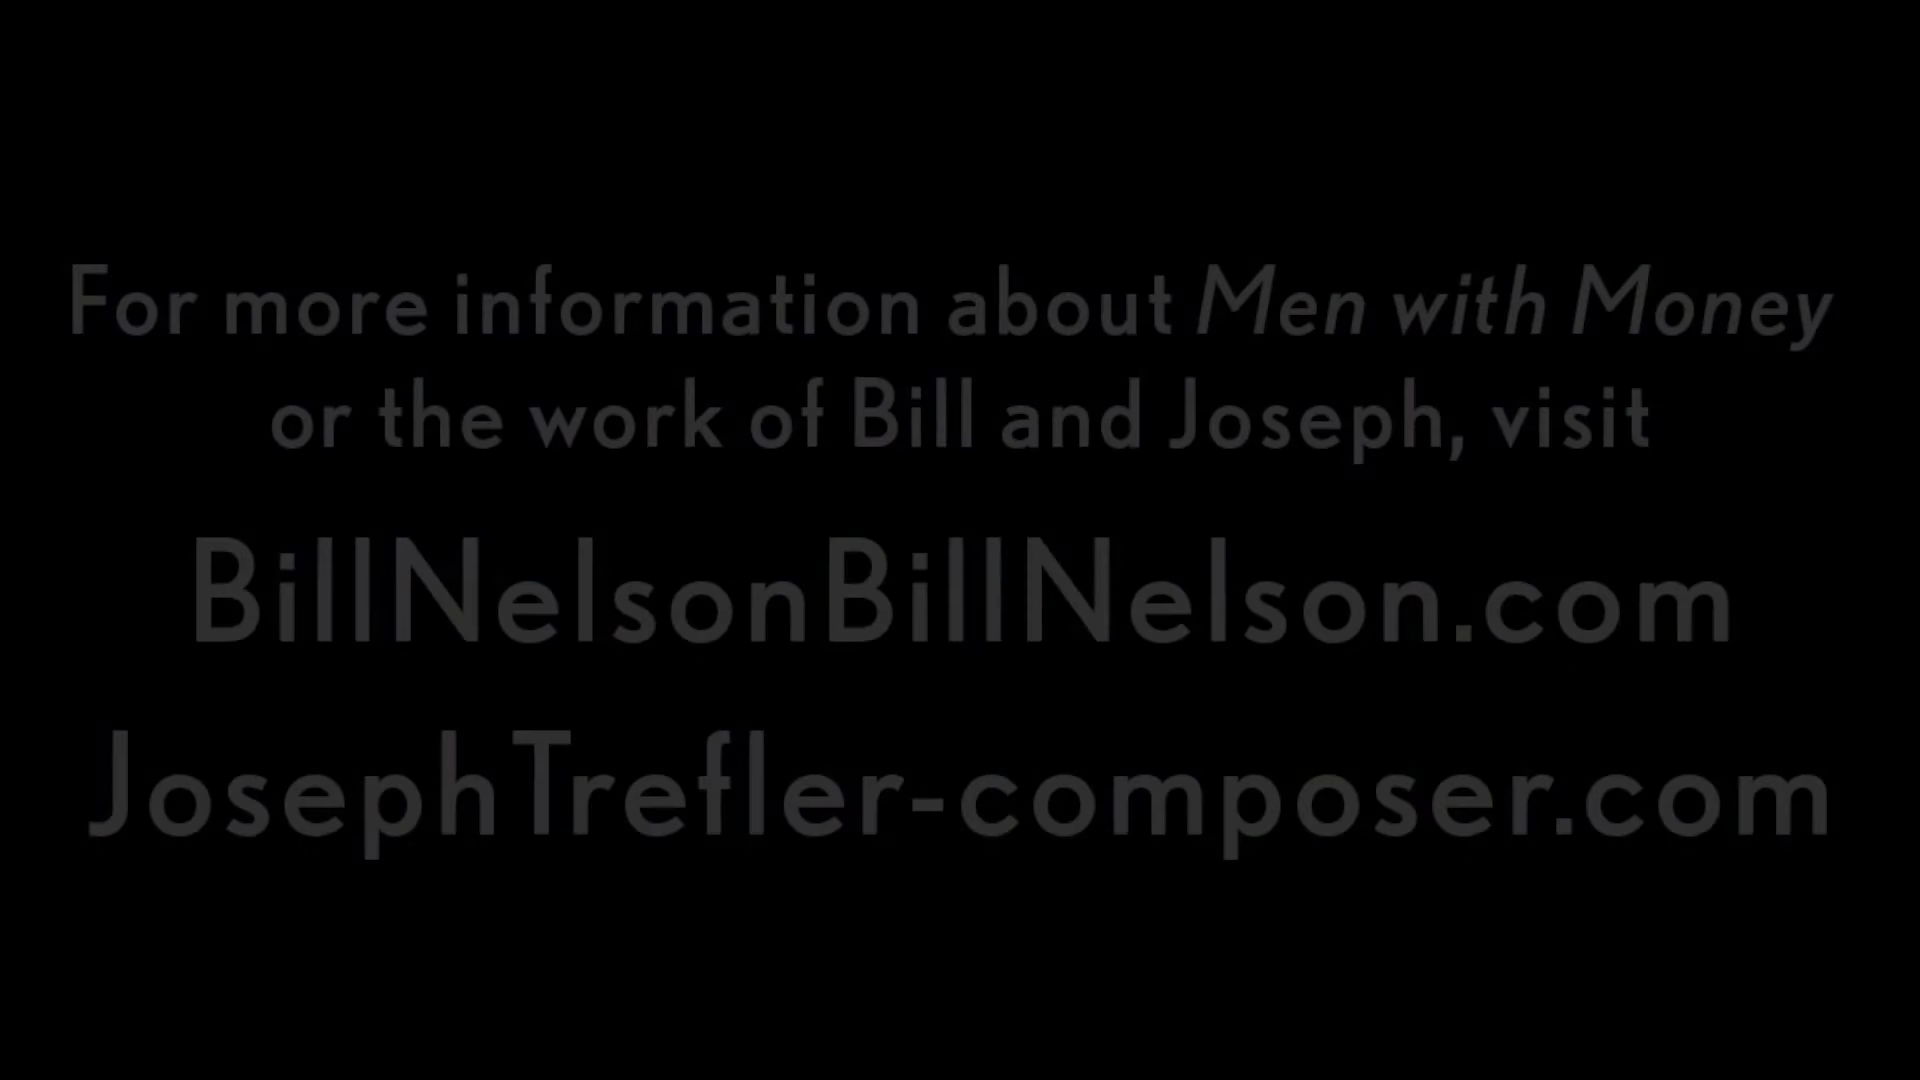 For more information about Men with Money
or the work of Bill and Joseph, visit
BillNelsonBillNelson.com
JosephTrefler-composer.com